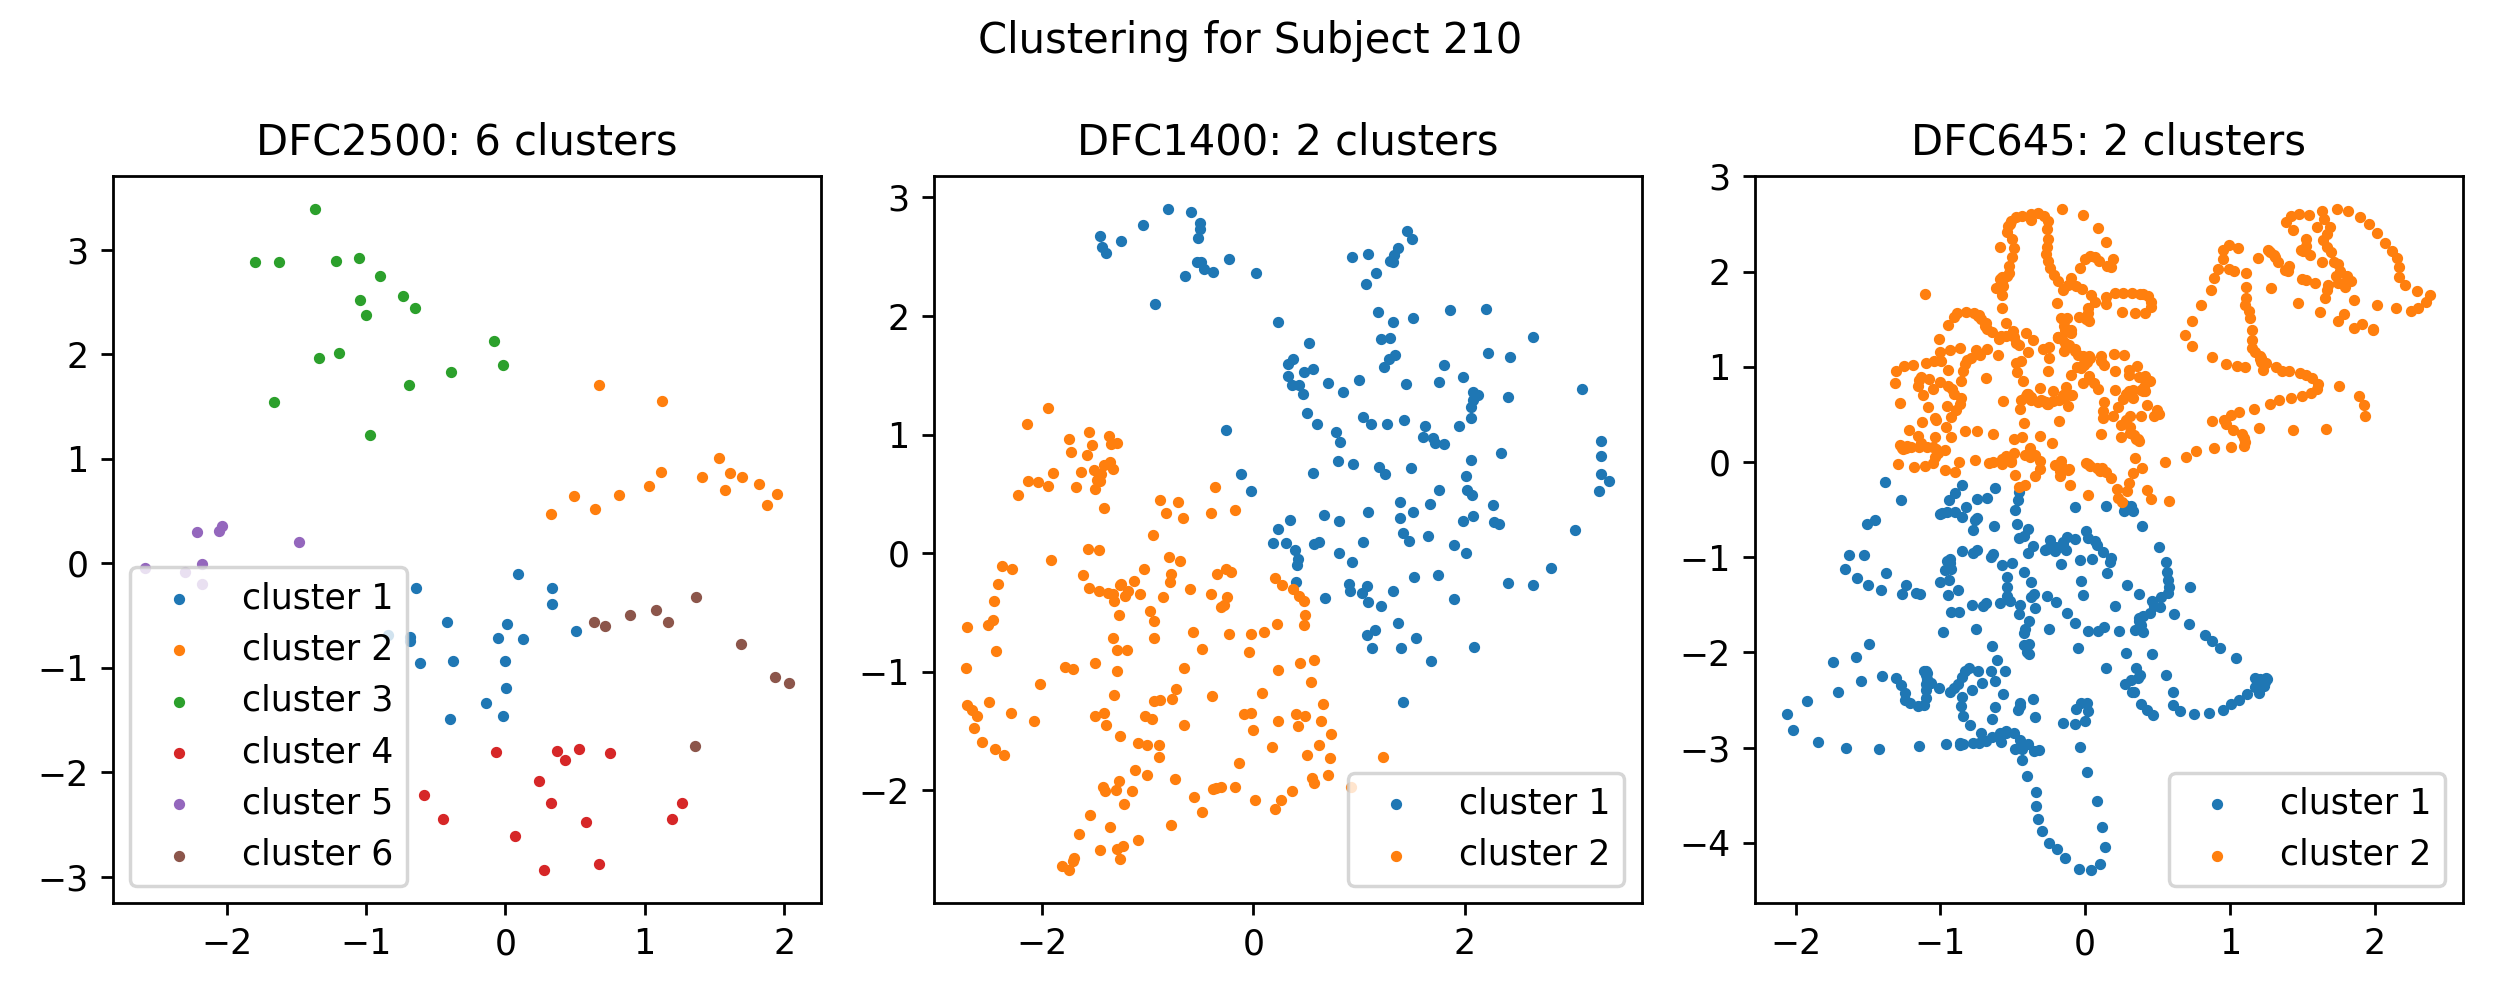 Clustering for Subject 210
DFC2500: 6 clusters
3
2
1
0
−1
−2
−3
−2
−1
0
1
2
cluster 1
cluster 2
cluster 3
cluster 4
cluster 5
cluster 6
DFC1400: 2 clusters
3
2
1
0
−1
−2
−2
0
2
cluster 1
cluster 2
DFC645: 2 clusters
3
2
1
0
−1
−2
−3
−4
−2
−1
0
1
2
cluster 1
cluster 2